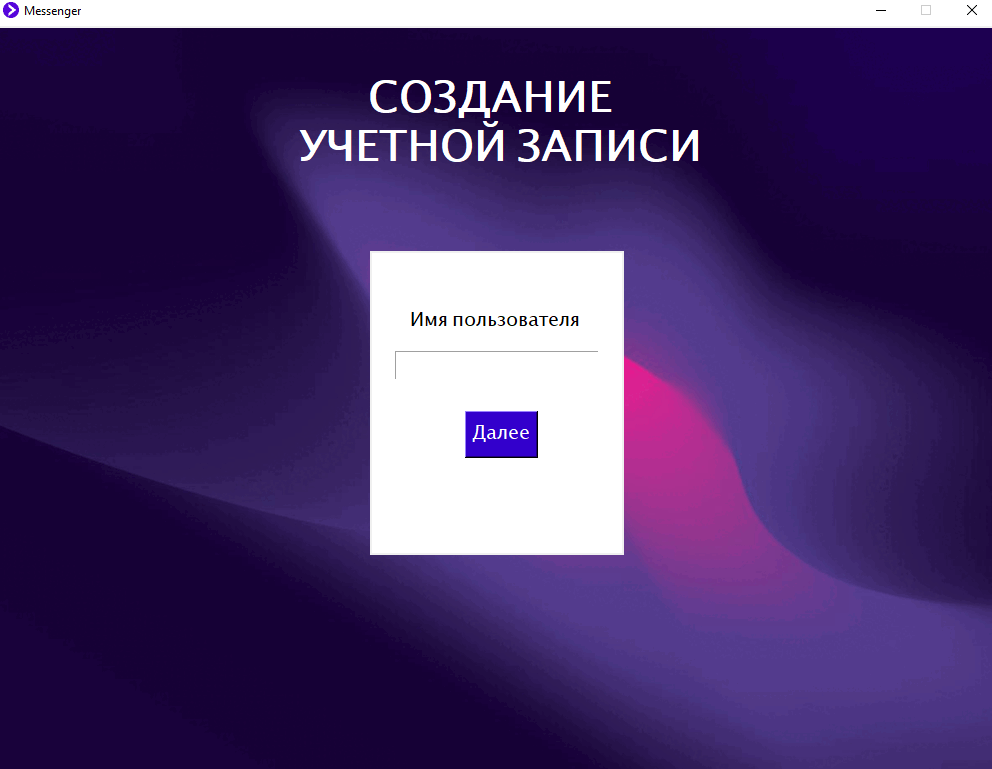 Messenger
СОЗДАНИЕ
УЧЕТНОЙ ЗАПИСИ
Имя пользователя
Далее